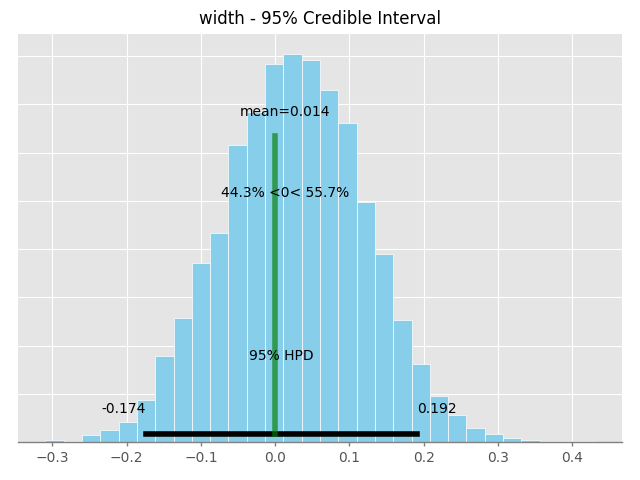 width - 95% Credible Interval
mean=0.014
44.3% <0< 55.7%
95% HPD
-0.174
0.192
−0.3 −0.2 −0.1 0.0 0.1 0.2 0.3 0.4